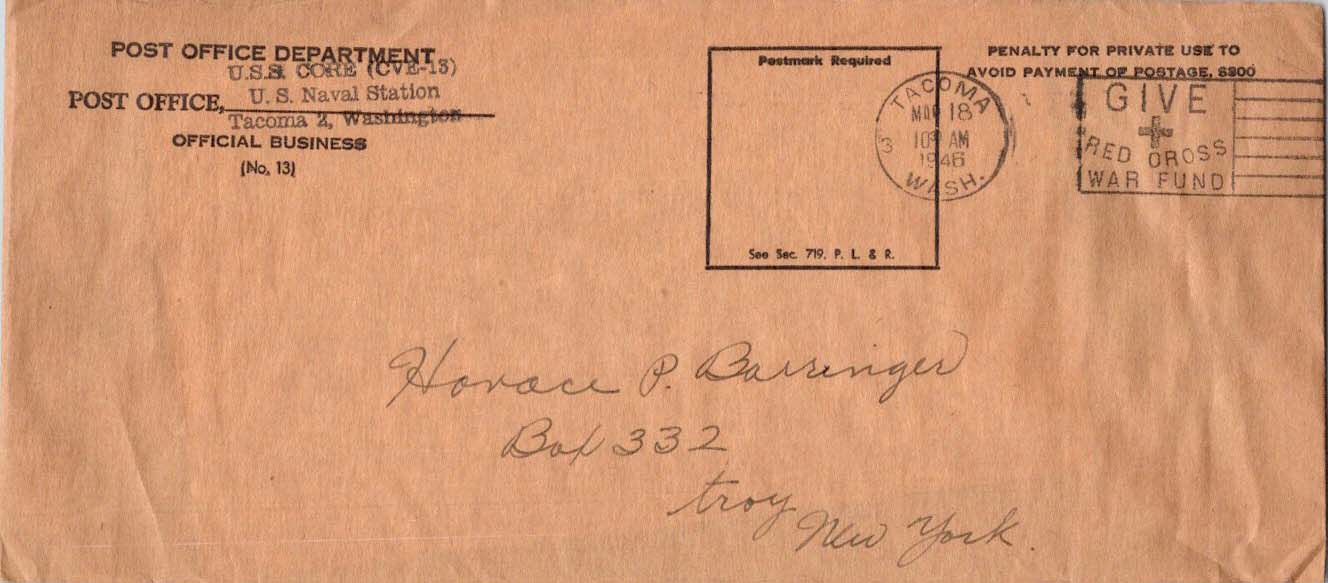 POST OFFICE DEPARTMENT
U.S.S. CORE (CVE-13)
POST OFFICE, U. S. Naval Station
Tacoma 2, Washington
OFFICIAL BUSINESS
(No. 13)
Postmark Required
See Sec. 719, P. L. & R.
PENALTY FOR PRIVATE USE TO
AVOID PAYMENT OF POSTAGE, $300
TACOMA
MAR 18
3 10 AM
1946
WASH.
GIVE
RED CROSS
WAR FUND
Horace P. Barringer
Box 332
troy
New York.